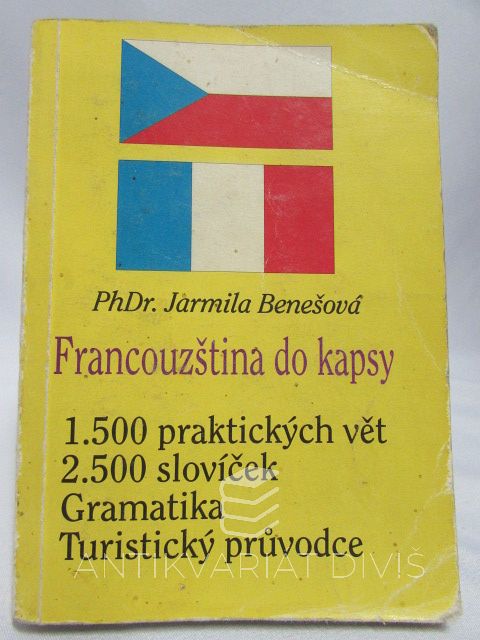 PhDr. Jarmila Benešová
Francouzština do kapsy
1.500 praktických vět
2.500 slovíček
Gramatika
Turistický průvodce
ANTIKVARIÁT DIVIŠ